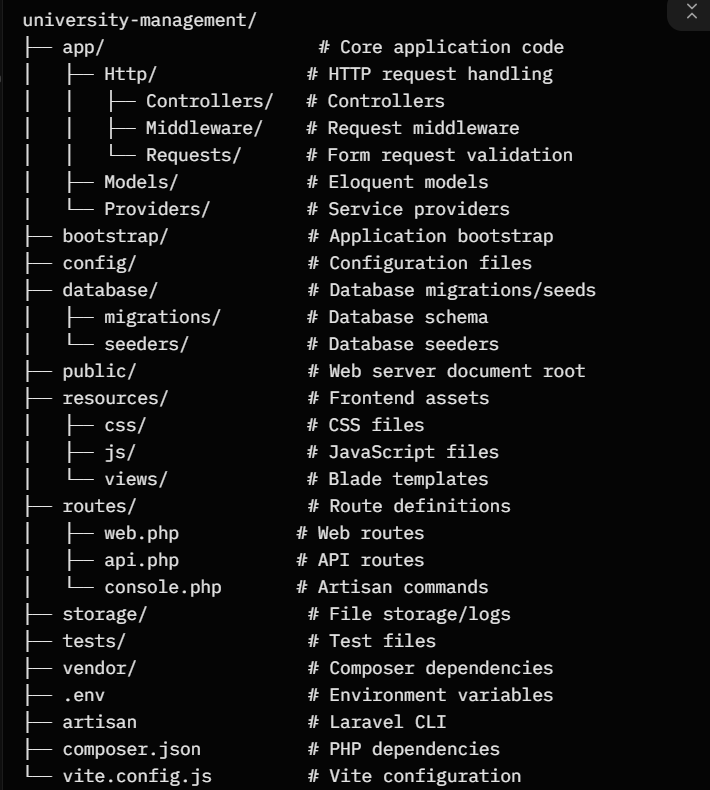 university-management/
├── app/                    # Core application code
│   ├── Http/              # HTTP request handling
│   │   ├── Controllers/   # Controllers
│   │   ├── Middleware/    # Request middleware
│   │   └── Requests/      # Form request validation
│   ├── Models/            # Eloquent models
│   └── Providers/         # Service providers
├── bootstrap/             # Application bootstrap
├── config/                # Configuration files
├── database/              # Database migrations/seeds
│   ├── migrations/        # Database schema
│   └── seeders/           # Database seeders
├── public/                # Web server document root
├── resources/             # Frontend assets
│   ├── css/               # CSS files
│   ├── js/                # JavaScript files
│   └── views/             # Blade templates
├── routes/                # Route definitions
│   ├── web.php           # Web routes
│   ├── api.php           # API routes
│   └── console.php       # Artisan commands
├── storage/               # File storage/logs
├── tests/                 # Test files
├── vendor/                # Composer dependencies
├── .env                   # Environment variables
├── artisan                # Laravel CLI
├── composer.json          # PHP dependencies
└── vite.config.js         # Vite configuration